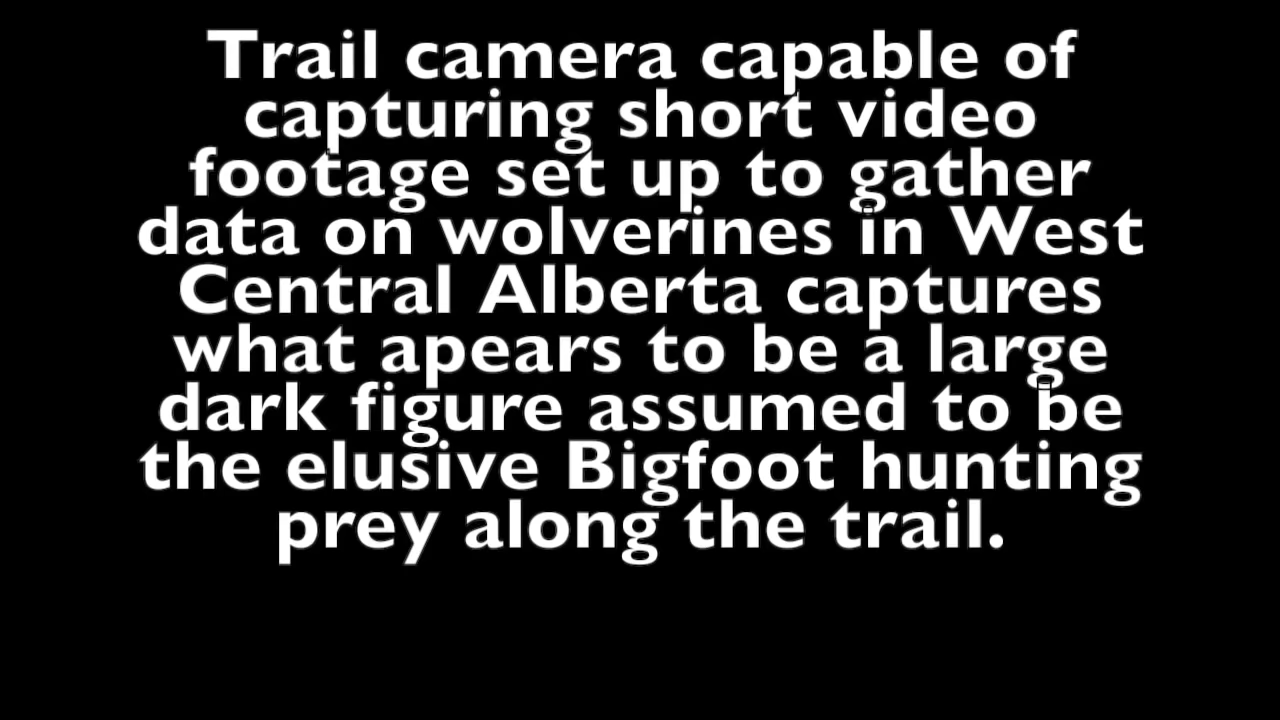 Trail camera capable of
capturing short video
footage set up to gather
data on wolverines in West
Central Alberta captures
what apears to be a large
dark figure assumed to be
the elusive Bigfoot hunting
prey along the trail.